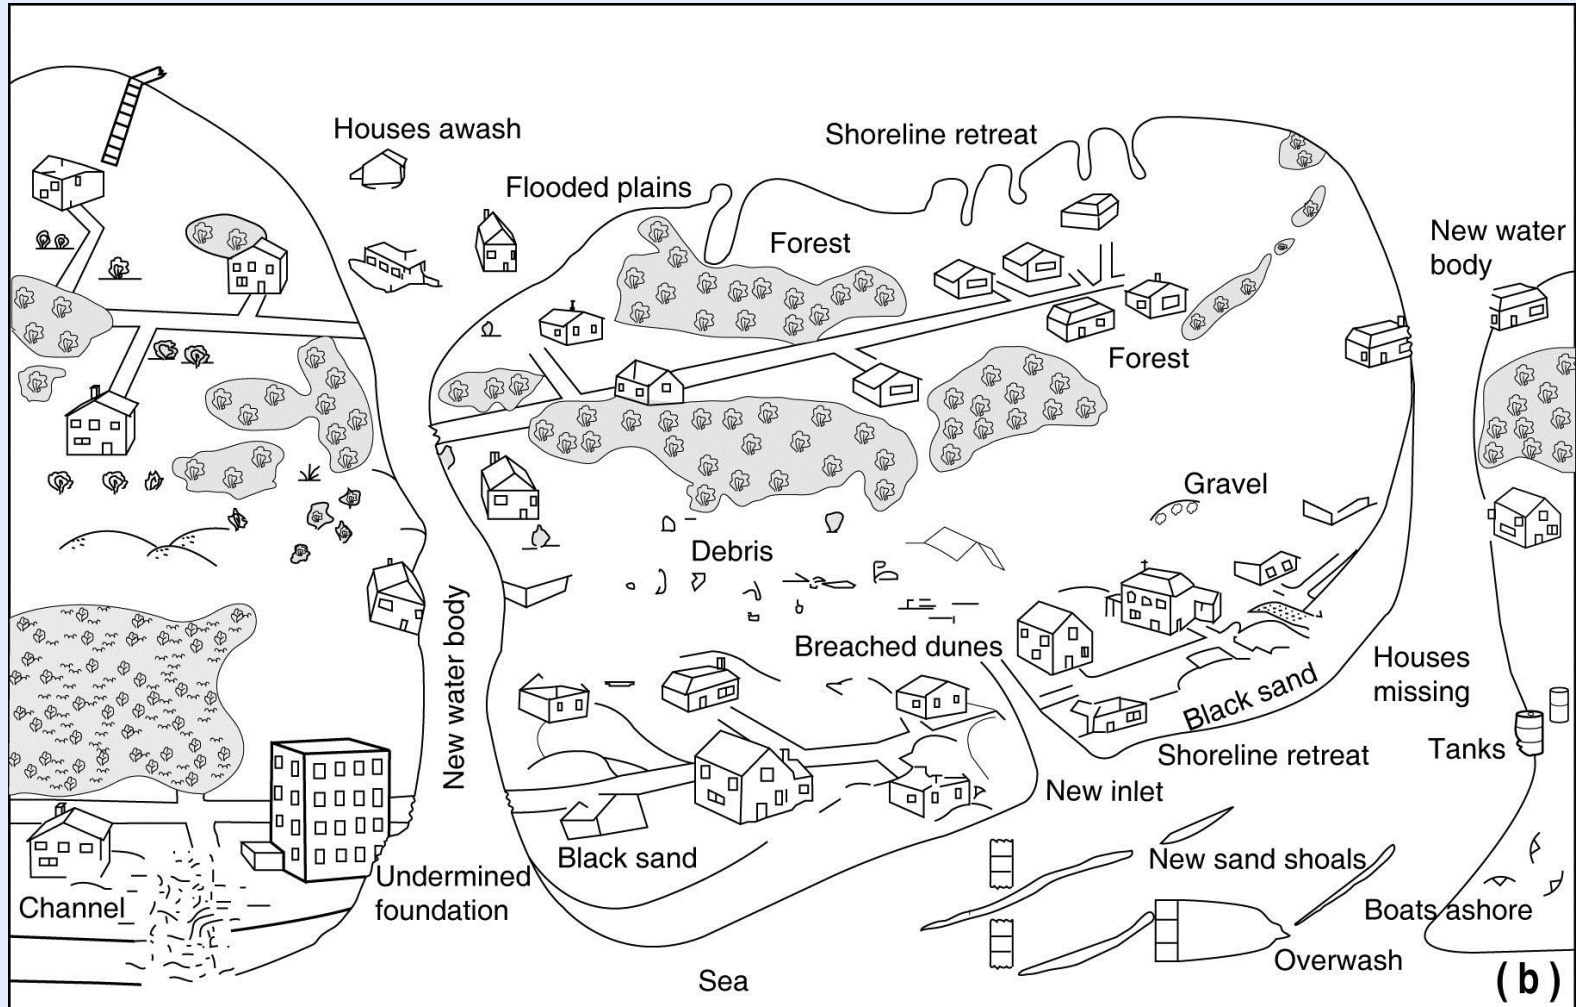 Houses awash
Shoreline retreat
Flooded plains
Forest
New water
body
Forest
Gravel
Debris
New water body
Breached dunes
Houses
missing
Black sand
Shoreline retreat
Tanks
New inlet
Black sand
New sand shoals
Undermined
foundation
Channel
Boats ashore
Overwash
Sea
(b)